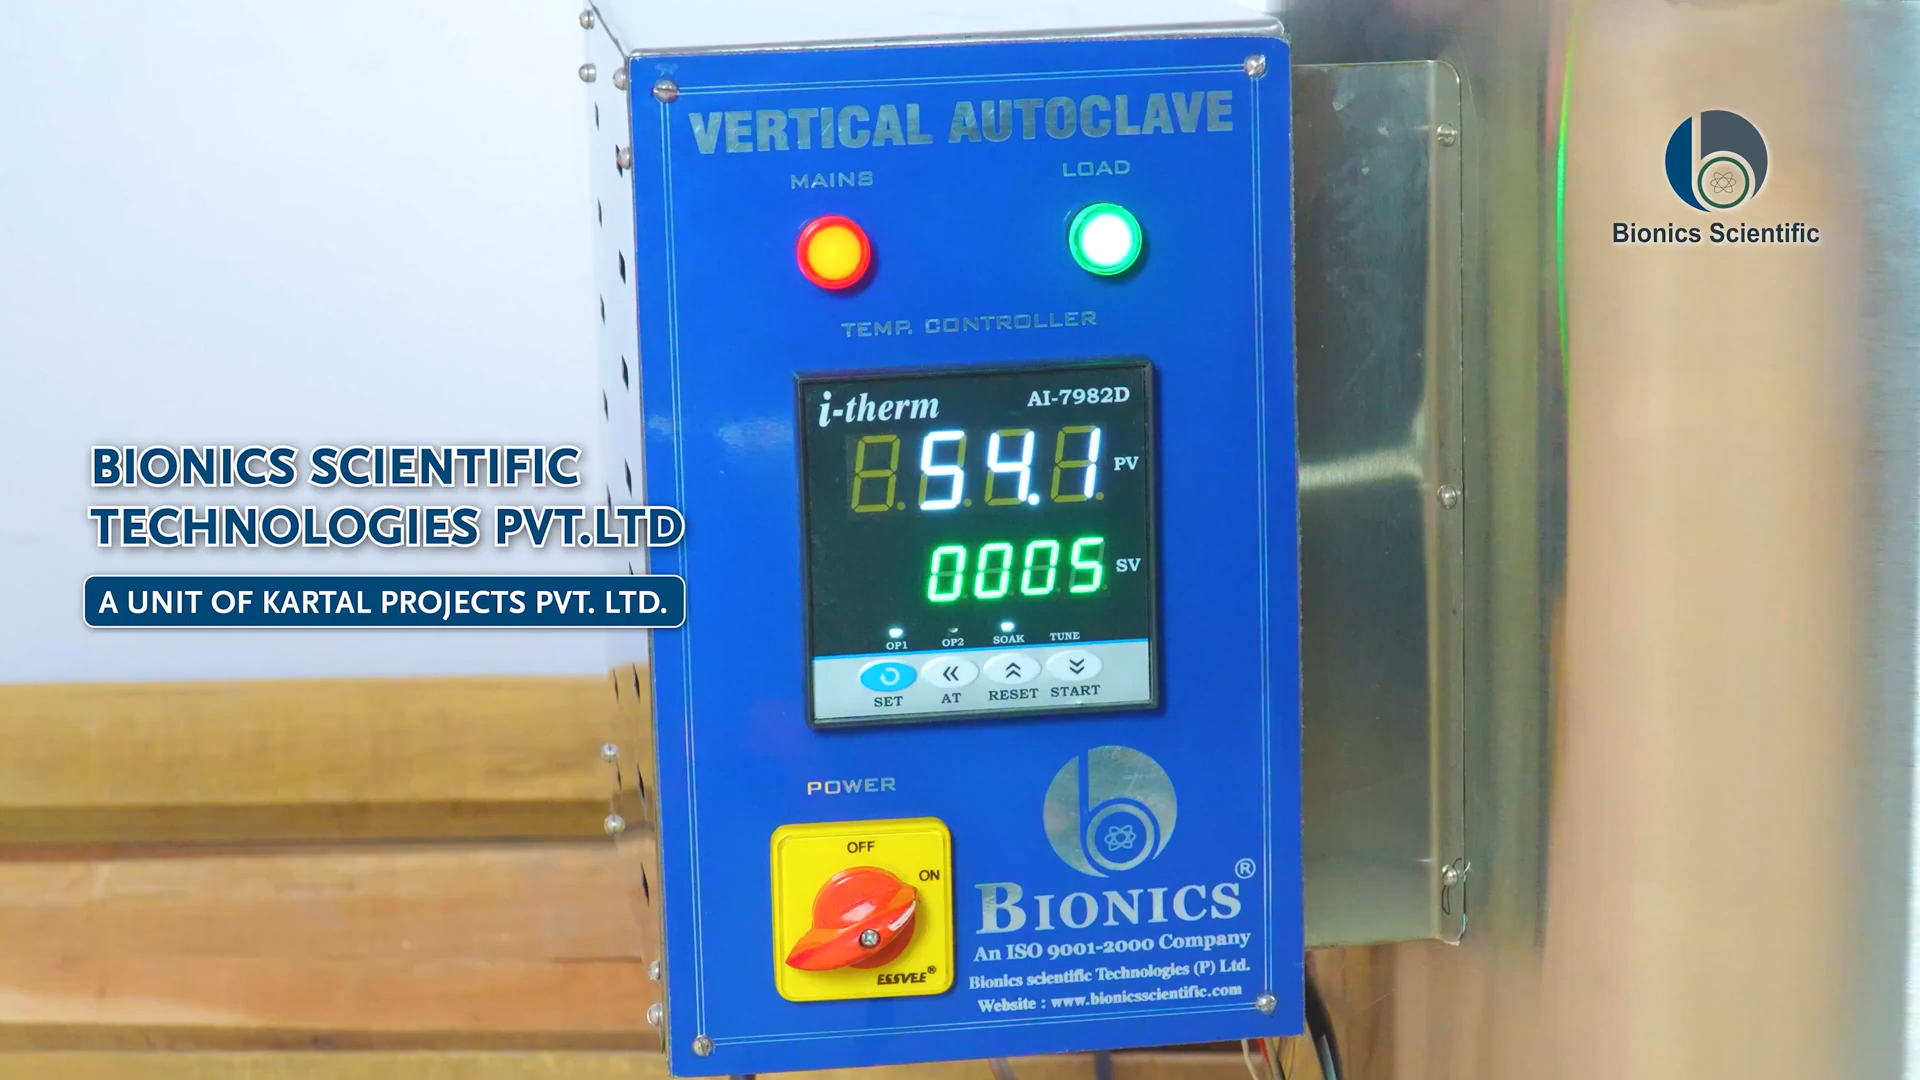 VERTICAL AUTOCLAVE
MAINS
LOAD
TEMP. CONTROLLER
i-therm
AI-7982D
54.1 PV
0005 SV
OP1 OP2 SOAK TUNE
SET AT RESET START
POWER
OFF
ON
ESSVEE®
BIONICS®
An ISO 9001-2000 Company
Bionics scientific Technologies (P) Ltd.
Website : www.bionicsscientific.com
BIONICS SCIENTIFIC
TECHNOLOGIES PVT.LTD
A UNIT OF KARTAL PROJECTS PVT. LTD.
Bionics Scientific